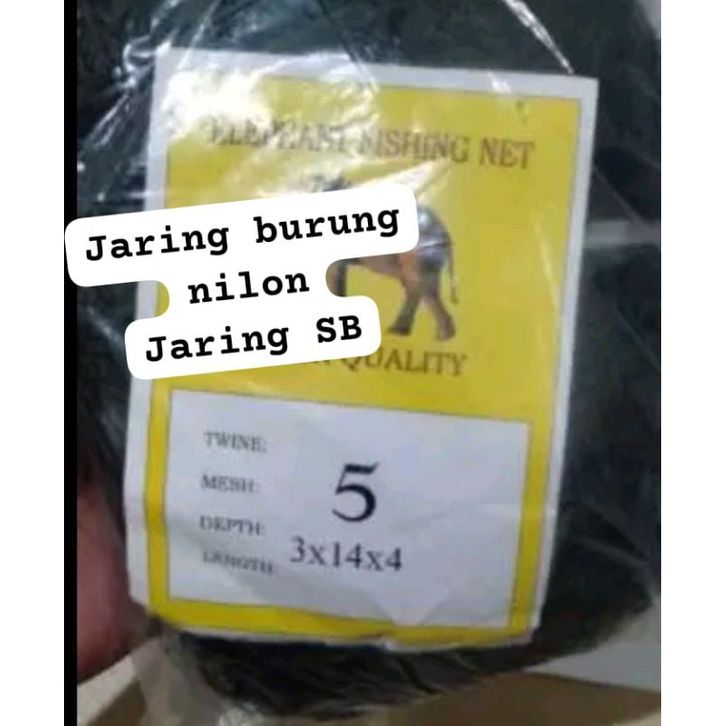 ELEPHANT FISHING NET
Jaring burung
nilon
Jaring SB
QUALITY
TWINE:
MESH:
DEPTH:
LENGTH:
5
3x14x4